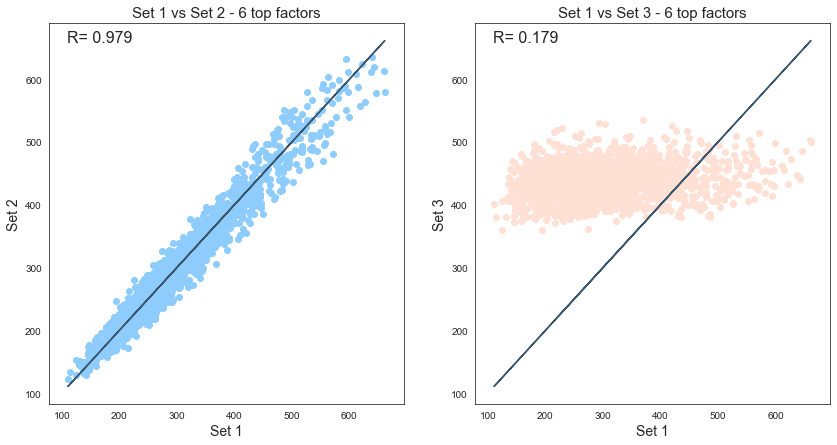 Set 1 vs Set 2 - 6 top factors
R= 0.979
600
500
400
300
200
100
Set 2
100 200 300 400 500 600
Set 1
Set 1 vs Set 3 - 6 top factors
R= 0.179
600
500
400
300
200
100
Set 3
100 200 300 400 500 600
Set 1